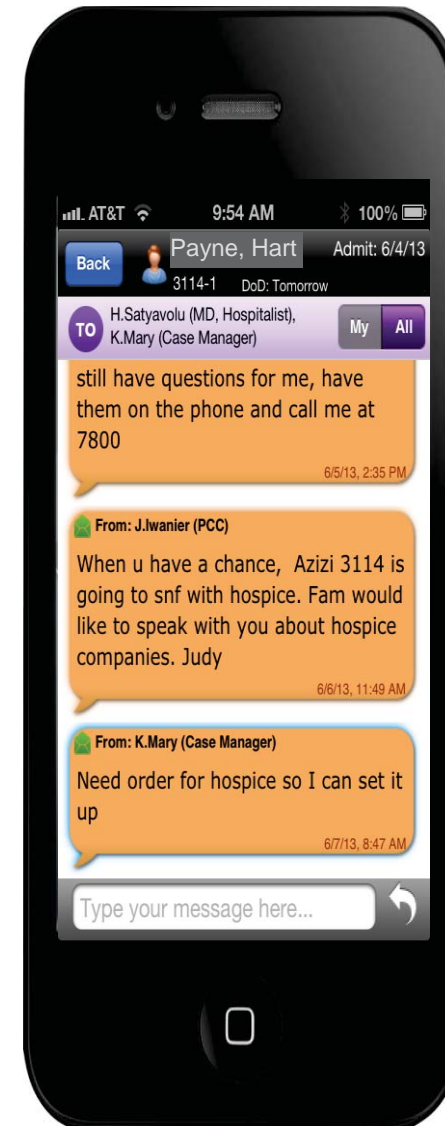 AT&T 9:54 AM 100%
Back Payne, Hart Admit: 6/4/13
3114-1 DoD: Tomorrow
TO H.Satyavolu (MD, Hospitalist),
K.Mary (Case Manager)
My All
still have questions for me, have
them on the phone and call me at
7800
6/5/13, 2:35 PM
From: J.Iwanier (PCC)
When u have a chance, Azizi 3114 is
going to snf with hospice. Fam would
like to speak with you about hospice
companies. Judy
6/6/13, 11:49 AM
From: K.Mary (Case Manager)
Need order for hospice so I can set it
up
6/7/13, 8:47 AM
Type your message here...